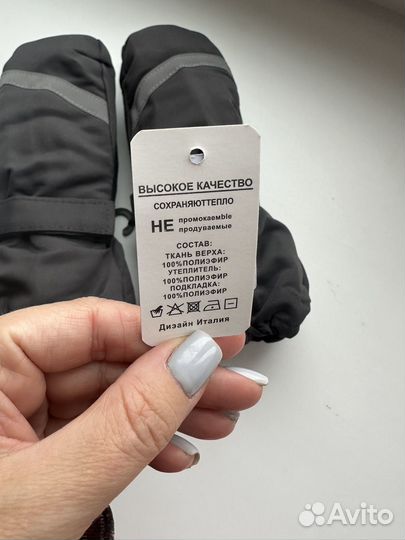 ВЫСОКОЕ КАЧЕСТВО
СОХРАНЯЮТТЕПЛО
НЕ промокаемblе
продуваемые
СОСТАВ:
ТКАНЬ ВЕРХА:
100%ПОЛИЭФИР
УТЕПЛИТЕЛЬ:
100%ПОЛИЭФИР
ПОДКЛАДКА:
100%ПОЛИЭФИР
Дизайн Италия
Avito